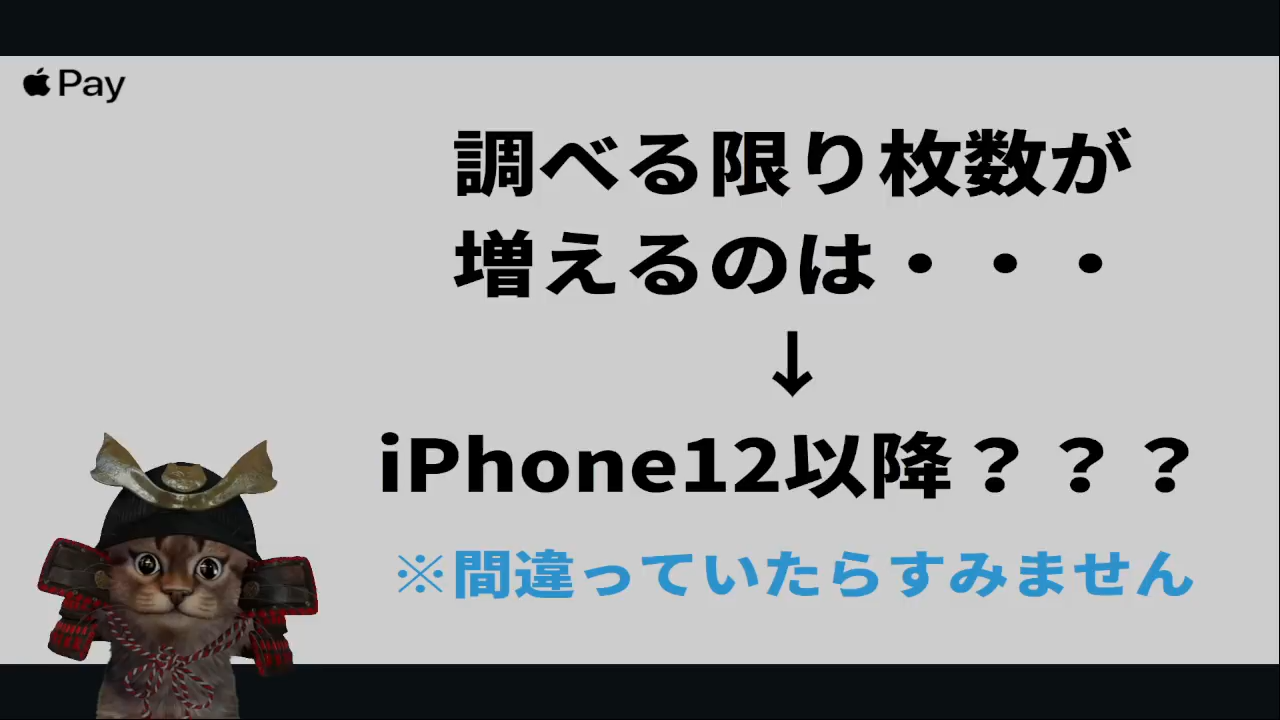 Pay
調べる限り枚数が
増えるのは・・・
↓
iPhone12以降？？？
※間違っていたらすみません